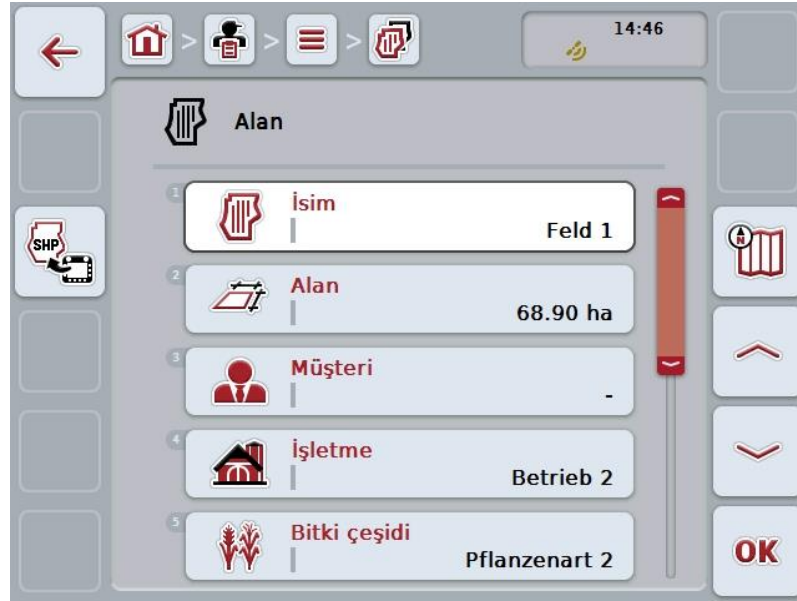 14:46
Alan
1
İsim
Feld 1
SHP
N
2
Alan
68.90 ha
3
Müşteri
-
4
İşletme
Betrieb 2
5
Bitki çeşidi
Pflanzenart 2
OK